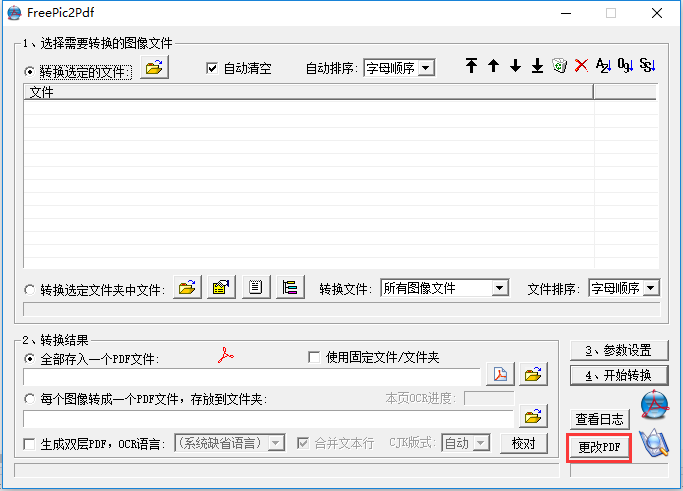 FreePic2Pdf
1、选择需要转换的图像文件
转换选定的文件: 自动清空 自动排序: 字母顺序
文件
转换选定文件夹中文件: 转换文件: 所有图像文件 文件排序: 字母顺序
2、转换结果
全部存入一个PDF文件: 使用固定文件/文件夹
每个图像转成一个PDF文件，存放到文件夹: 本页OCR进度:
生成双层PDF，OCR语言: (系统缺省语言) 合并文本行 CJK版式: 自动 校对
3、参数设置
4、开始转换
查看日志
更改PDF